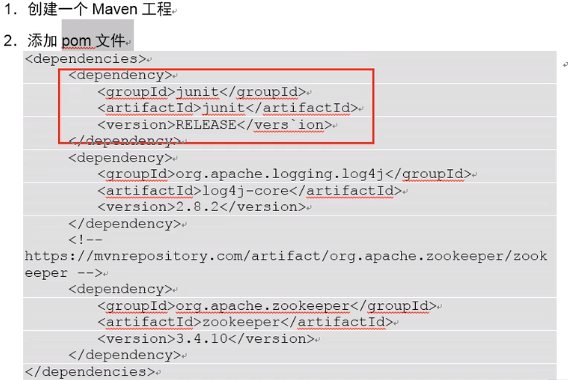 1. 创建一个 Maven 工程
2. 添加 pom 文件
<dependencies>
<dependency>
<groupId>junit</groupId>
<artifactId>junit</artifactId>
<version>RELEASE</vers`ion>
</dependency>
<dependency>
<groupId>org.apache.logging.log4j</groupId>
<artifactId>log4j-core</artifactId>
<version>2.8.2</version>
</dependency>
<!--
https://mvnrepository.com/artifact/org.apache.zookeeper/zook
eeper -->
<dependency>
<groupId>org.apache.zookeeper</groupId>
<artifactId>zookeeper</artifactId>
<version>3.4.10</version>
</dependency>
</dependencies>